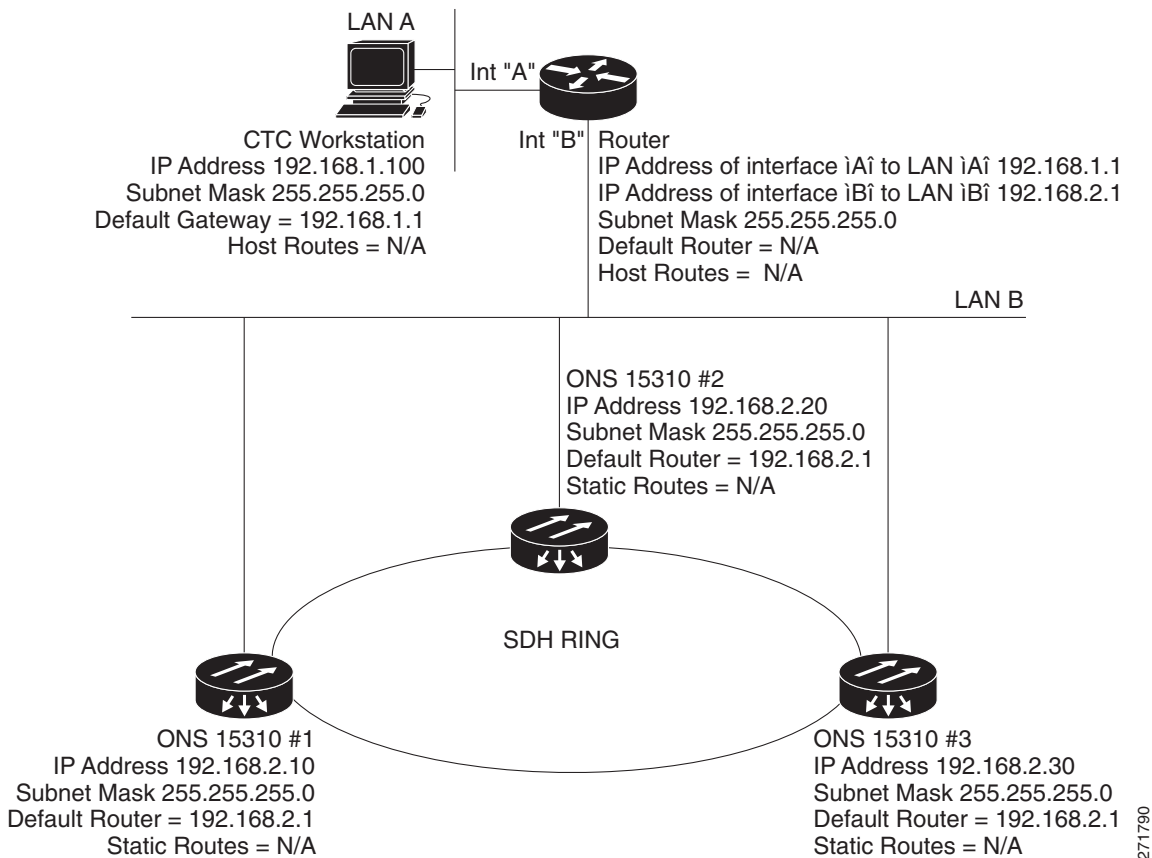 LAN A
Int "A"
CTC Workstation
IP Address 192.168.1.100
Subnet Mask 255.255.255.0
Default Gateway = 192.168.1.1
Host Routes = N/A
Int "B"
Router
IP Address of interface ìAî to LAN ìAî 192.168.1.1
IP Address of interface ìBî to LAN ìBî 192.168.2.1
Subnet Mask 255.255.255.0
Default Router = N/A
Host Routes = N/A
LAN B
ONS 15310 #2
IP Address 192.168.2.20
Subnet Mask 255.255.255.0
Default Router = 192.168.2.1
Static Routes = N/A
SDH RING
ONS 15310 #1
IP Address 192.168.2.10
Subnet Mask 255.255.255.0
Default Router = 192.168.2.1
Static Routes = N/A
ONS 15310 #3
IP Address 192.168.2.30
Subnet Mask 255.255.255.0
Default Router = 192.168.2.1
Static Routes = N/A
271790